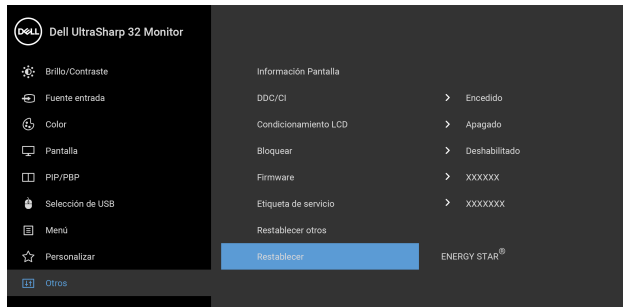 DELL Dell UltraSharp 32 Monitor
Brillo/Contraste
Fuente entrada
Color
Pantalla
PIP/PBP
Selección de USB
Menú
Personalizar
Otros
Información Pantalla
DDC/CI > Encedido
Condicionamiento LCD > Apagado
Bloquear > Deshabilitado
Firmware > XXXXXX
Etiqueta de servicio > XXXXXXX
Restablecer otros
Restablecer ENERGY STAR®